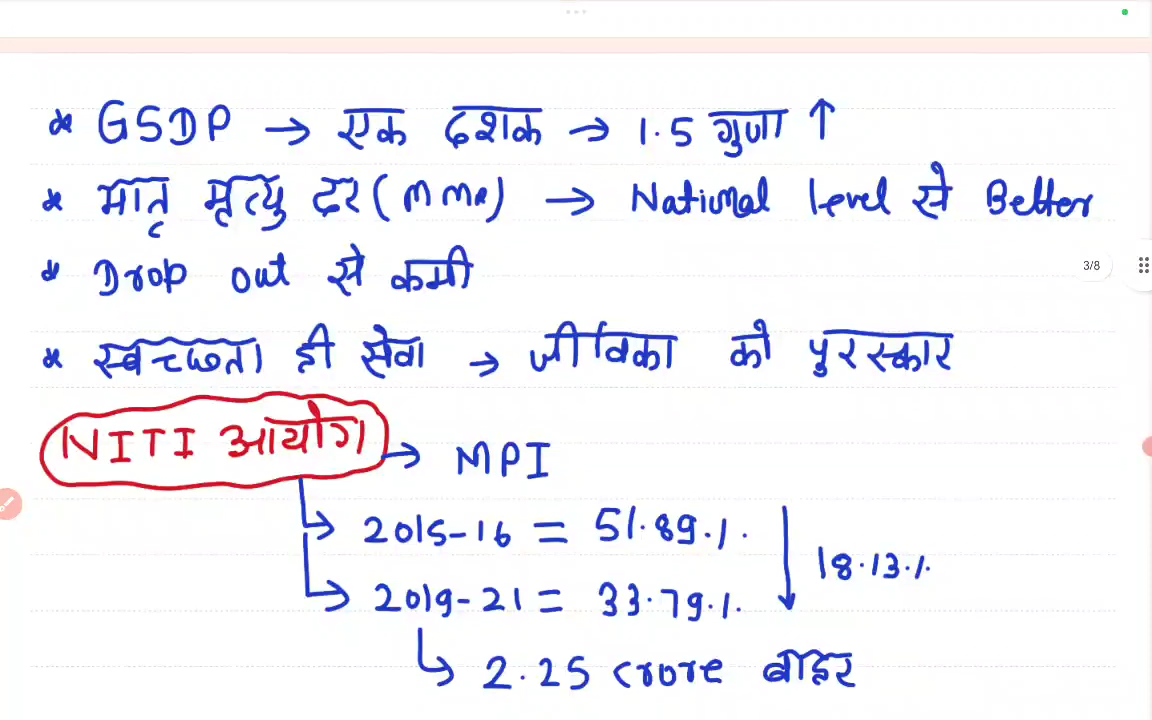 * GSDP → एक दशक → 1.5 गुणा ↑
* मातृ मृत्यु दर (MMR) → National level से Better
* Drop out से कमी
3/8
* स्वच्छता ही सेवा → जीविका को पुरस्कार
NITI आयोग → MPI
→ 2015-16 = 51.89.%
→ 2019-21 = 33.79.% ↓ 18.13.%
↳ 2.25 crore बाहर